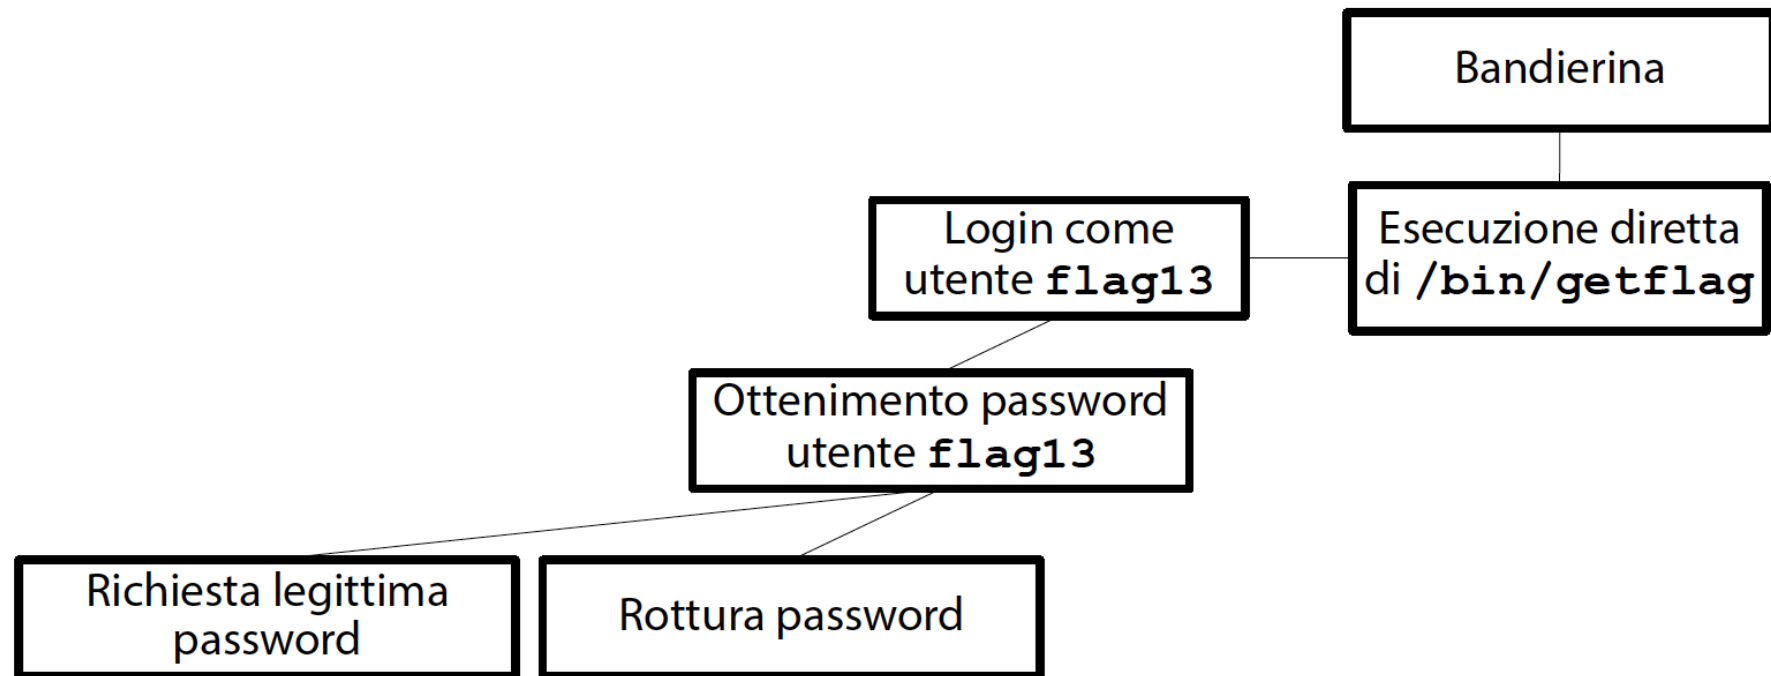 Bandierina
Login come
utente flag13
Esecuzione diretta
di /bin/getflag
Ottenimento password
utente flag13
Richiesta legittima
password
Rottura password